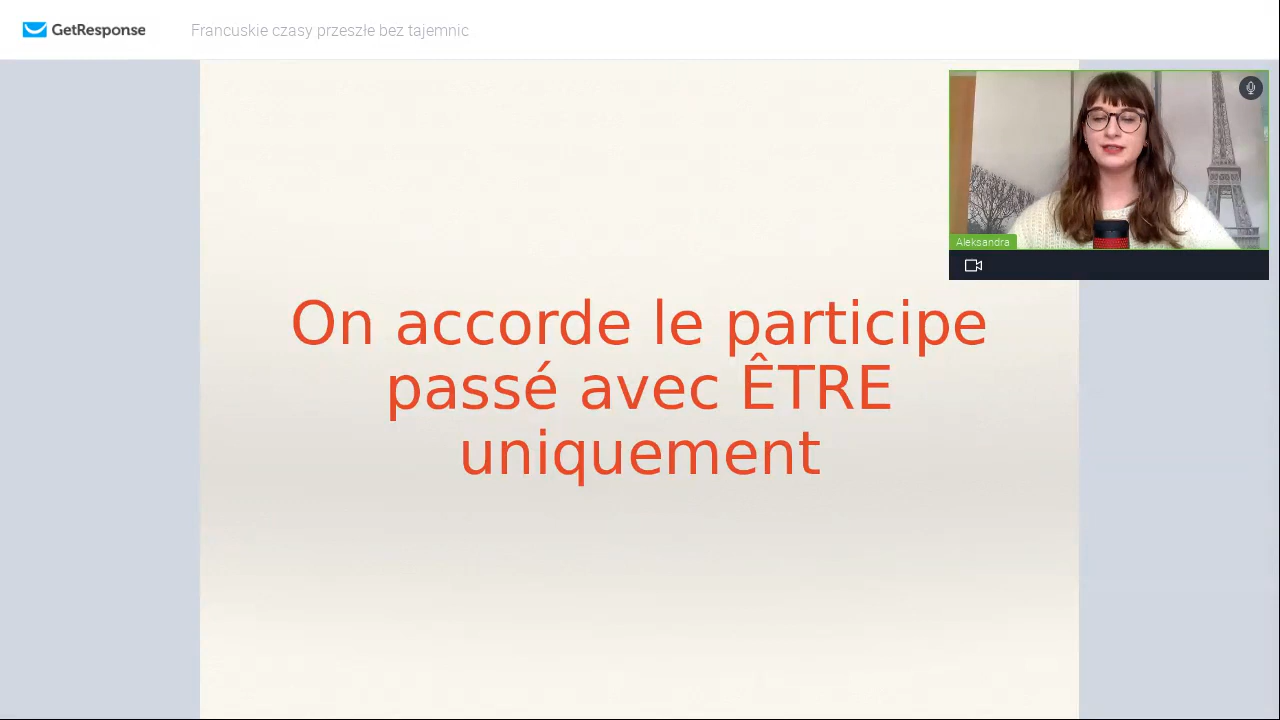 GetResponse
Francuskie czasy przeszłe bez tajemnic
Aleksandra
On accorde le participe
passé avec ÊTRE
uniquement